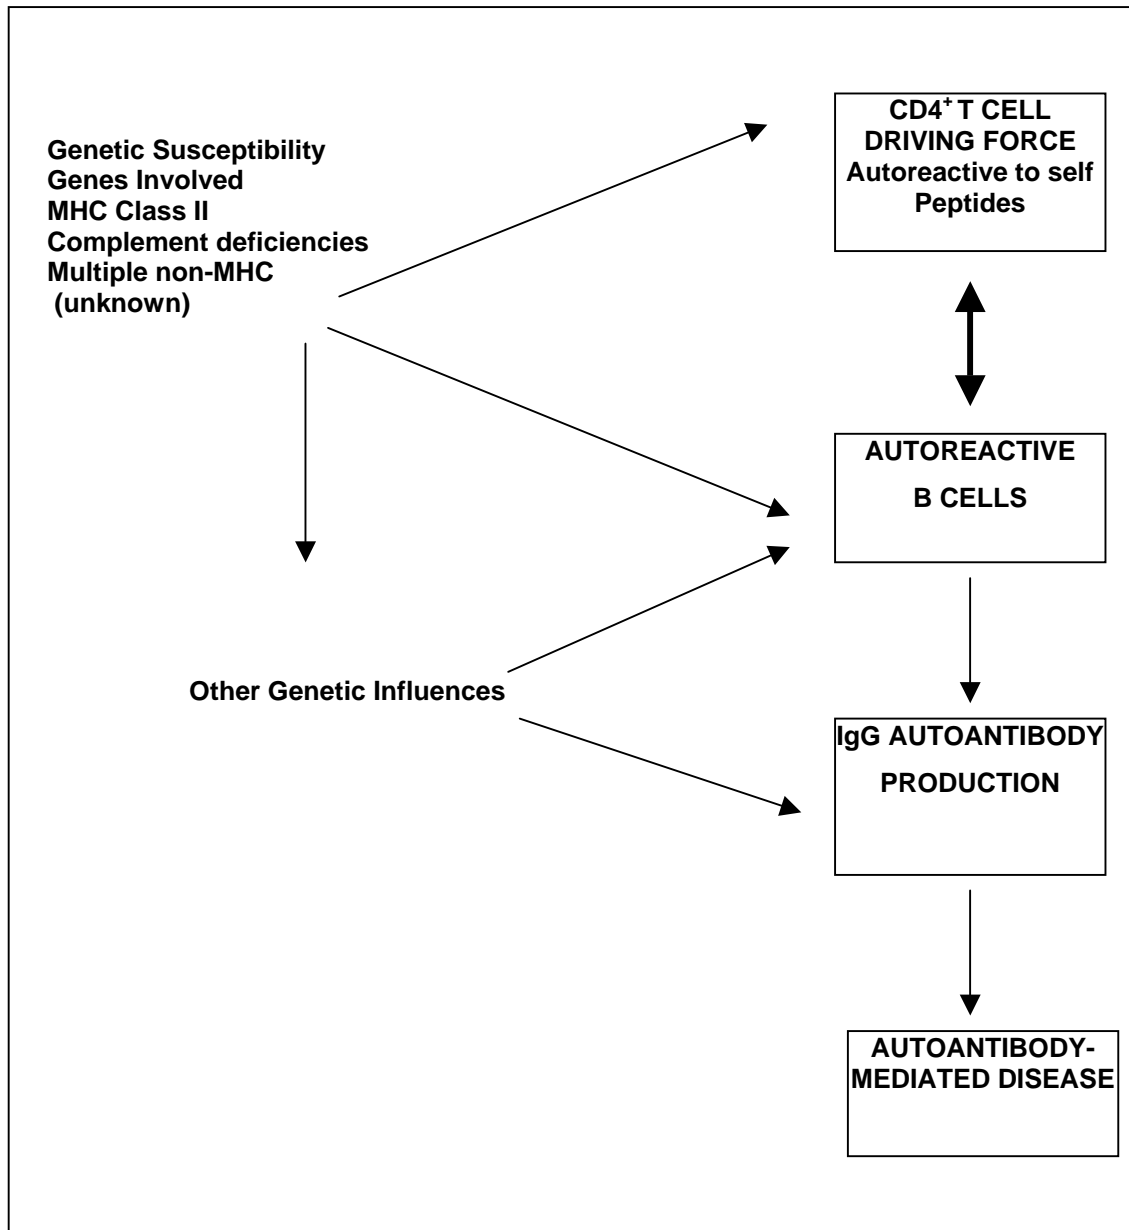 Genetic Susceptibility
Genes Involved
MHC Class II
Complement deficiencies
Multiple non-MHC
(unknown)
CD4⁺ T CELL
DRIVING FORCE
Autoreactive to self
Peptides
AUTOREACTIVE
B CELLS
Other Genetic Influences
IgG AUTOANTIBODY
PRODUCTION
AUTOANTIBODY-
MEDIATED DISEASE